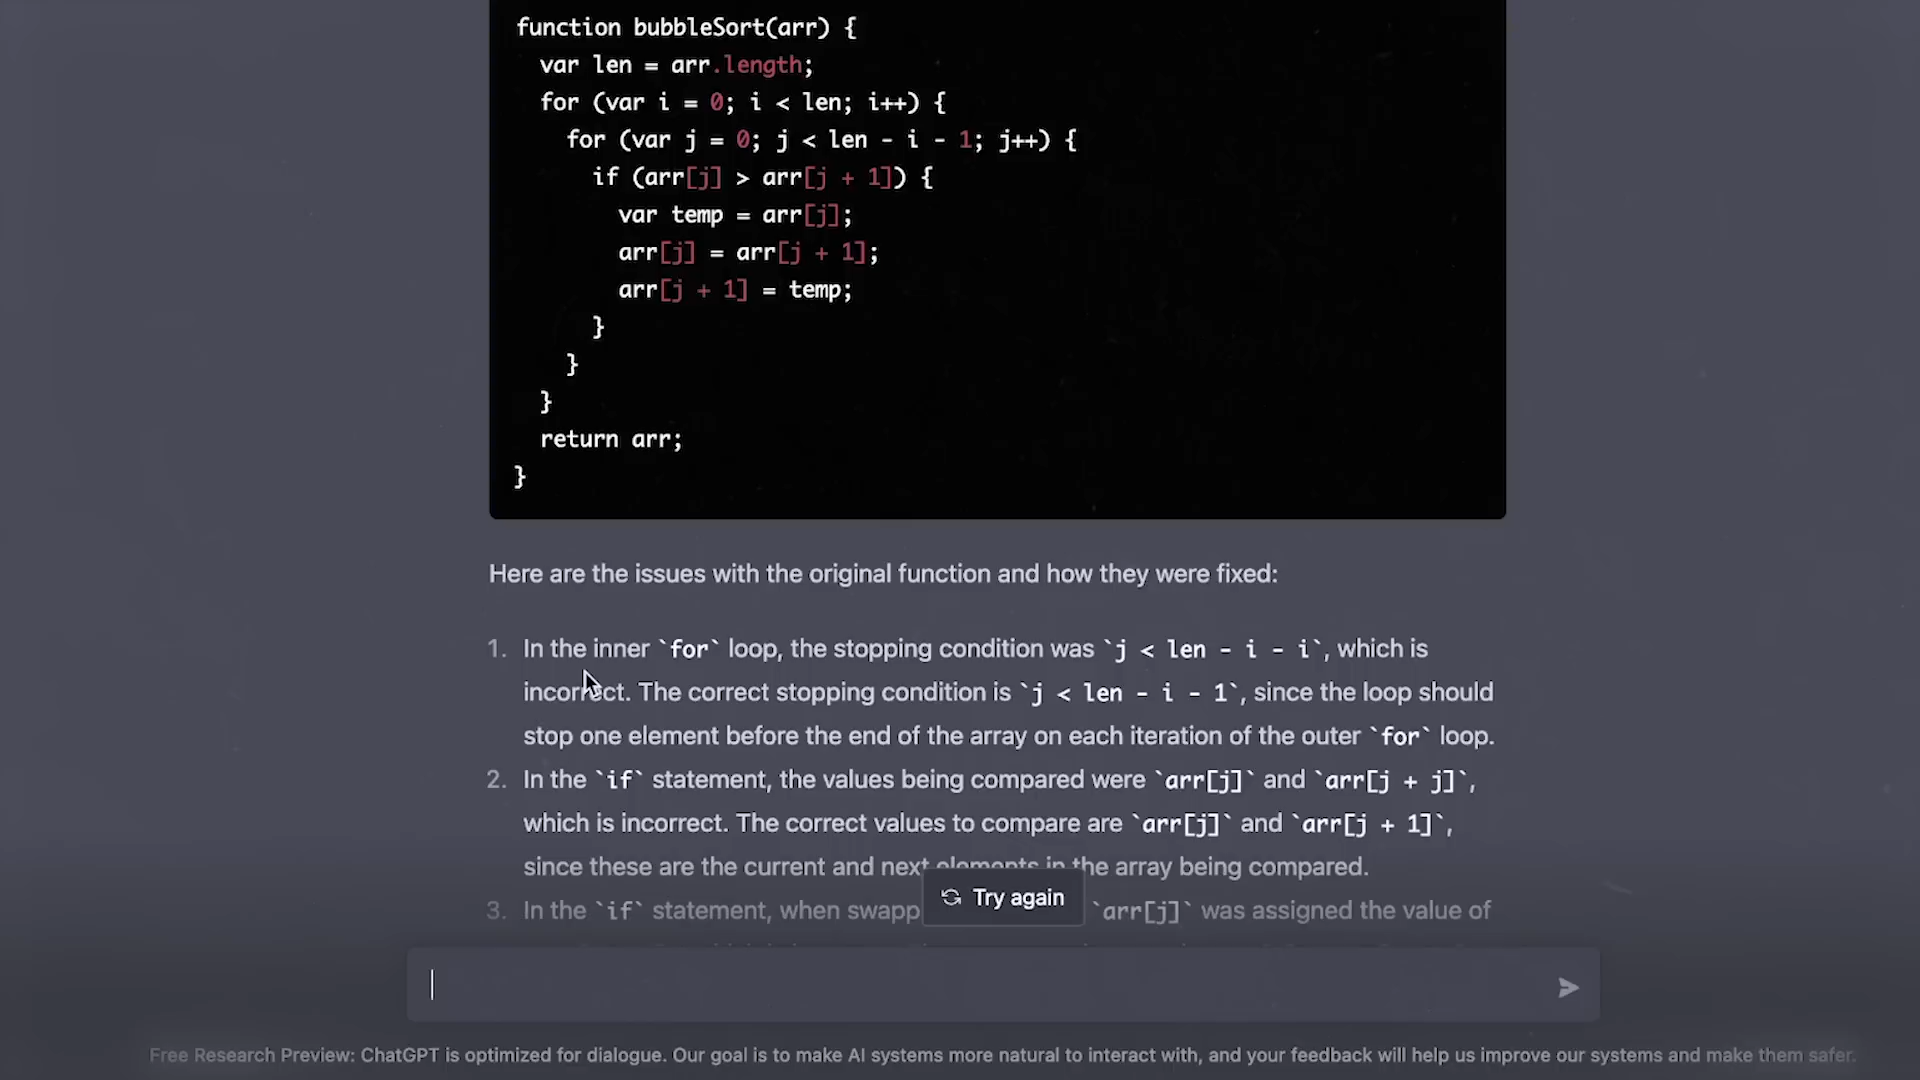 function bubbleSort(arr) {
var len = arr.length;
for (var i = 0; i < len; i++) {
for (var j = 0; j < len - i - 1; j++) {
if (arr[j] > arr[j + 1]) {
var temp = arr[j];
arr[j] = arr[j + 1];
arr[j + 1] = temp;
}
}
}
return arr;
}
Here are the issues with the original function and how they were fixed:
1. In the inner `for` loop, the stopping condition was `j < len - i - i`, which is
incorrect. The correct stopping condition is `j < len - i - 1`, since the loop should
stop one element before the end of the array on each iteration of the outer `for` loop.
2. In the `if` statement, the values being compared were `arr[j]` and `arr[j + j]`,
which is incorrect. The correct values to compare are `arr[j]` and `arr[j + 1]`,
since these are the current and next elements in the array being compared.
3. In the `if` statement, when swapp `arr[j]` was assigned the value of
Try again
Free Research Preview: ChatGPT is optimized for dialogue. Our goal is to make AI systems more natural to interact with, and your feedback will help us improve our systems and make them safer.